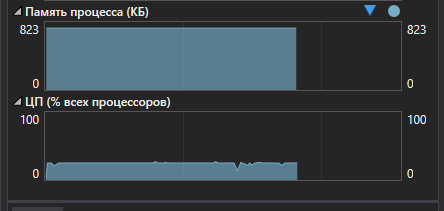 Память процесса (КБ)
823 823
0 0
ЦП (% всех процессоров)
100 100
0 0